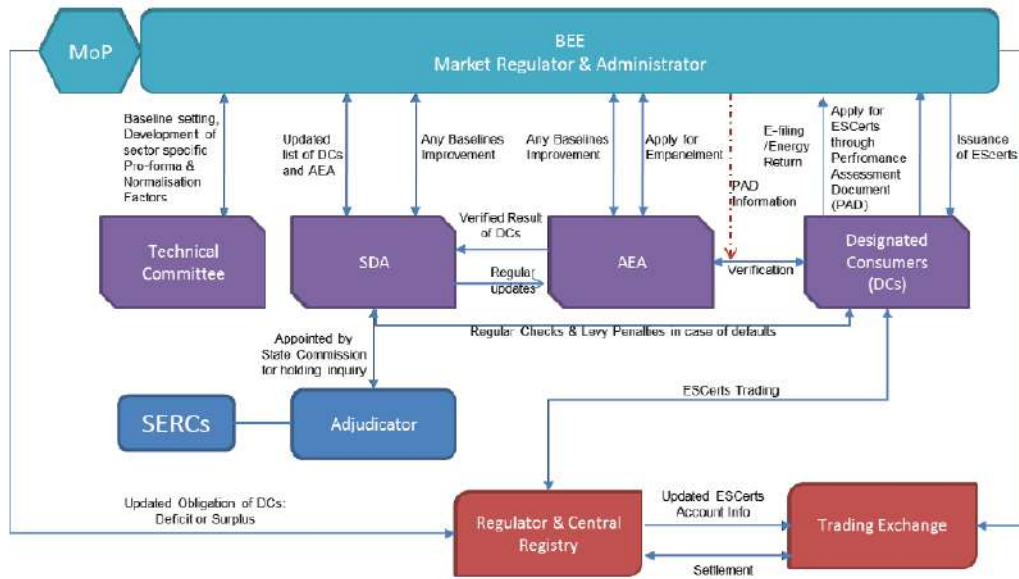 MoP
BEE
Market Regulator & Administrator
Baseline setting,
Development of
sector specific
Pro-forma &
Normalisation
Factors
Updated
list of DCs
and AEA
Any Baselines
Improvement
Any Baselines
Improvement
Apply for
Empanelment
PAD
Information
E-filing
/Energy
Return
Apply for
ESCerts
through
Perfromance
Assessment
Document
(PAD)
Issuance
of EScerts
Technical
Committee
SDA
Verified Result
of DCs
Regular
updates
AEA
Verification
Designated
Consumers
(DCs)
Regular Checks & Levy Penalties in case of defaults
Appointed by
State Commission
for holding inquiry
SERCs
Adjudicator
ESCerts Trading
Updated Obligation of DCs:
Deficit or Surplus
Regulator & Central
Registry
Updated ESCerts
Account Info
Settlement
Trading Exchange